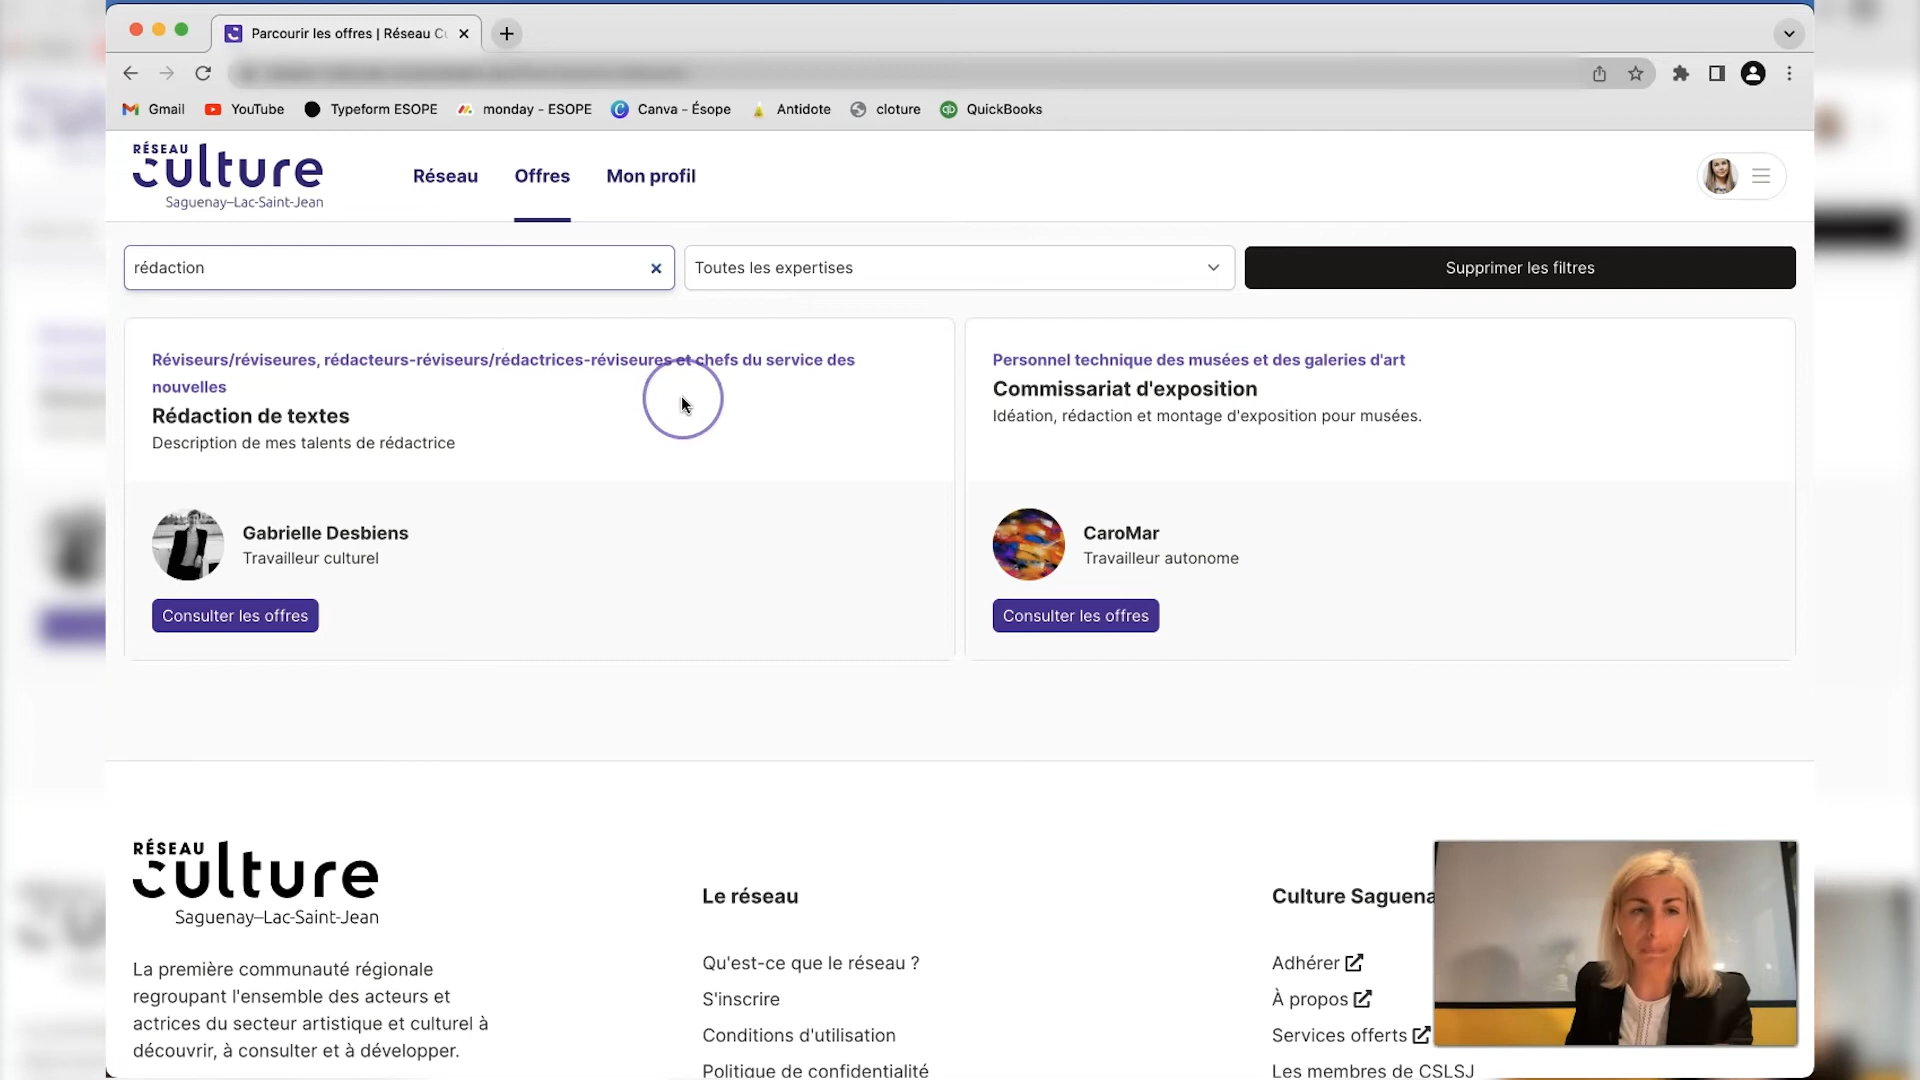 Parcourir les offres | Réseau Cu
Gmail YouTube Typeform ESOPE monday - ESOPE Canva - Ésope Antidote cloture QuickBooks
RÉSEAU
culture
Saguenay–Lac-Saint-Jean
Réseau Offres Mon profil
rédaction
Toutes les expertises
Supprimer les filtres
Réviseurs/réviseures, rédacteurs-réviseurs/rédactrices-réviseures et chefs du service des
nouvelles
Rédaction de textes
Description de mes talents de rédactrice
Gabrielle Desbiens
Travailleur culturel
Consulter les offres
Personnel technique des musées et des galeries d'art
Commissariat d'exposition
Idéation, rédaction et montage d'exposition pour musées.
CaroMar
Travailleur autonome
Consulter les offres
RÉSEAU
culture
Saguenay–Lac-Saint-Jean
La première communauté régionale
regroupant l'ensemble des acteurs et
actrices du secteur artistique et culturel à
découvrir, à consulter et à développer.
Le réseau
Qu'est-ce que le réseau ?
S'inscrire
Conditions d'utilisation
Politique de confidentialité
Culture Saguena
Adhérer
À propos
Services offerts
Les membres de CSLSJ